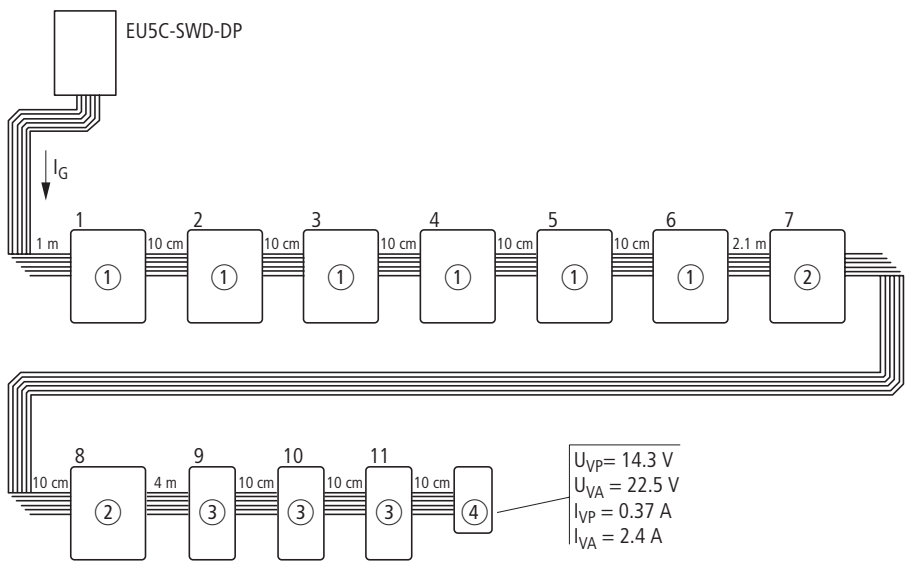 EU5C-SWD-DP
I_G
1 2 3 4 5 6 7
1 m 10 cm 10 cm 10 cm 10 cm 10 cm 2.1 m
① ① ① ① ① ① ②
8 9 10 11
10 cm 4 m 10 cm 10 cm 10 cm
② ③ ③ ③ ④
U_VP= 14.3 V
U_VA = 22.5 V
I_VP = 0.37 A
I_VA = 2.4 A